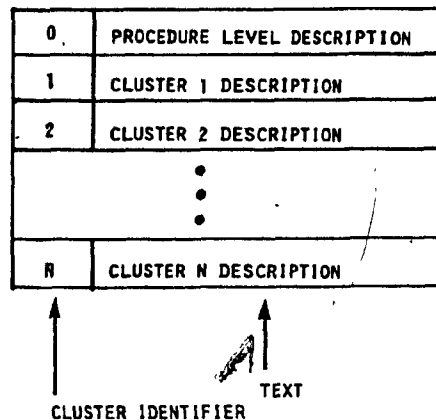 0 PROCEDURE LEVEL DESCRIPTION
1 CLUSTER 1 DESCRIPTION
2 CLUSTER 2 DESCRIPTION
N CLUSTER N DESCRIPTION
TEXT
CLUSTER IDENTIFIER